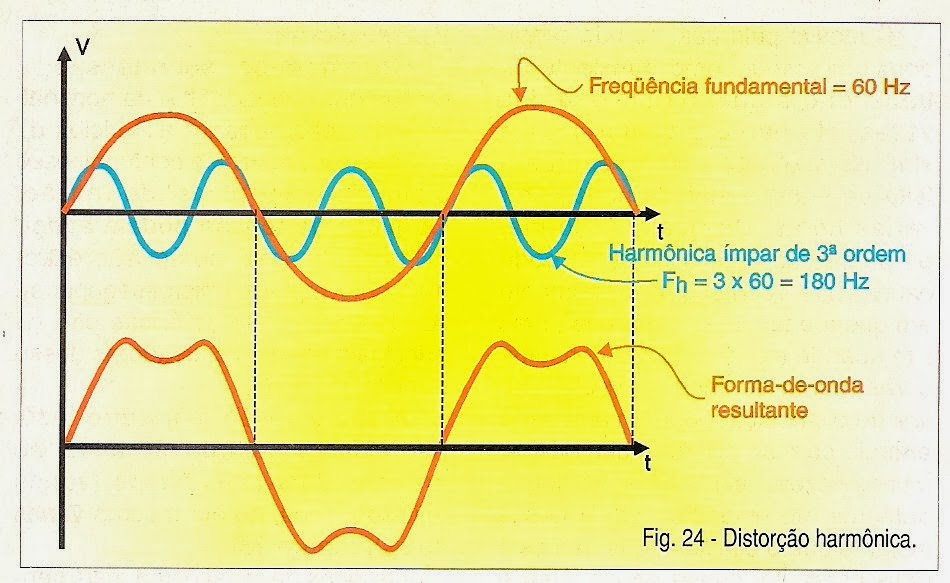 V
Freqüência fundamental = 60 Hz
t
Harmônica ímpar de 3ª ordem
Fh = 3 x 60 = 180 Hz
Forma-de-onda
resultante
t
Fig. 24 - Distorção harmônica.